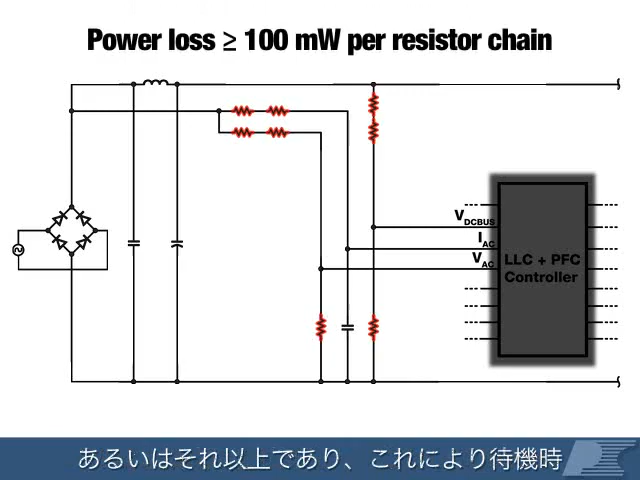 Power loss ≥ 100 mW per resistor chain
VDCBUS
IAC
VAC
LLC + PFC
Controller
あるいはそれ以上であり、これにより待機時